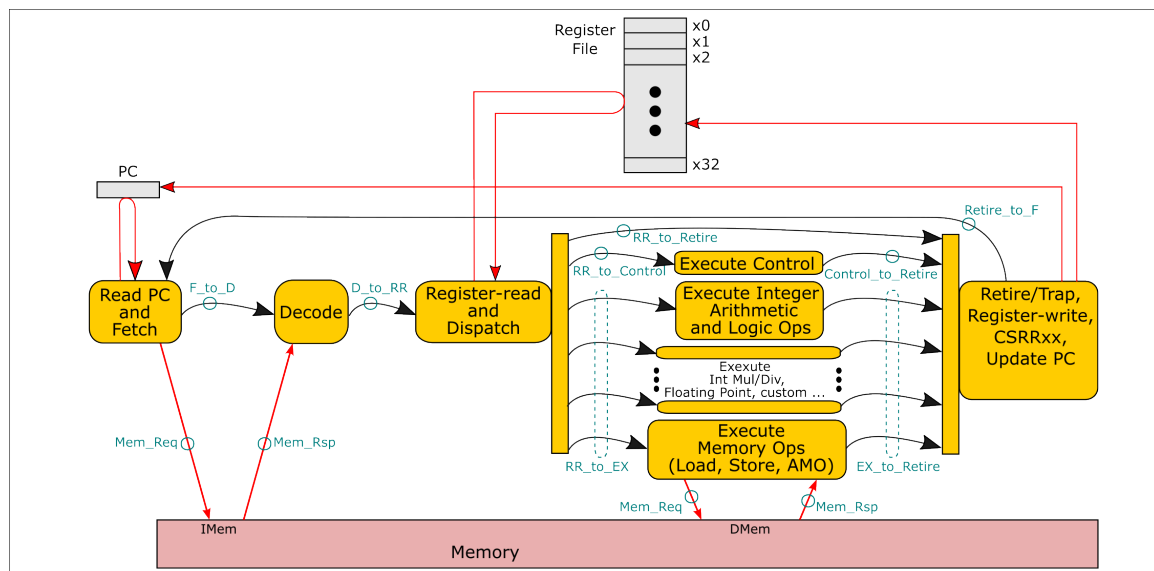 Register
File
x0
x1
x2
x32
PC
Retire_to_F
RR_to_Retire
RR_to_Control
Execute Control
Control_to_Retire
Read PC
and
Fetch
F_to_D
Decode
D_to_RR
Register-read
and
Dispatch
Execute Integer
Arithmetic
and Logic Ops
Retire/Trap,
Register-write,
CSRRxx,
Update PC
Exexute
Int Mul/Div,
Floating Point, custom ...
Execute
Memory Ops
(Load, Store, AMO)
RR_to_EX
EX_to_Retire
Mem_Req
Mem_Rsp
Mem_Req
Mem_Rsp
IMem
DMem
Memory